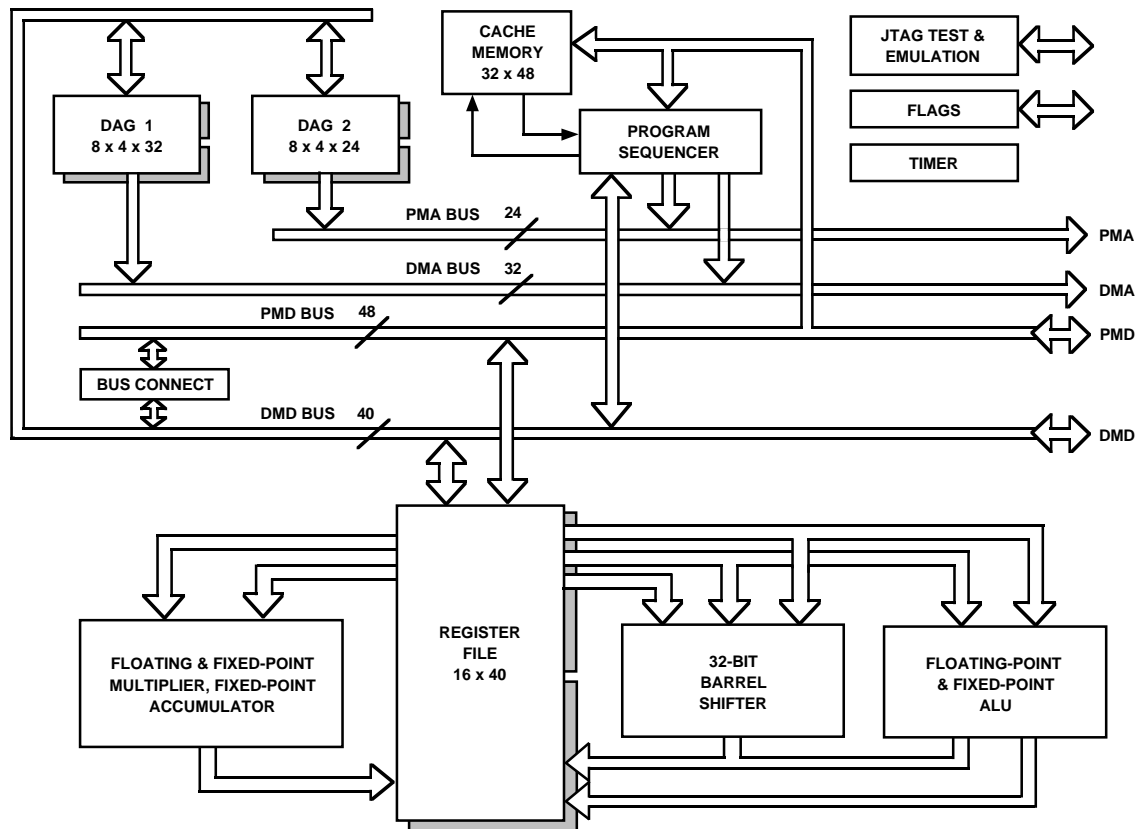 CACHE
MEMORY
32 x 48
JTAG TEST &
EMULATION
DAG 1
8 x 4 x 32
DAG 2
8 x 4 x 24
PROGRAM
SEQUENCER
FLAGS
TIMER
PMA BUS 24
PMA
DMA BUS 32
DMA
PMD BUS 48
PMD
BUS CONNECT
DMD BUS 40
DMD
REGISTER
FILE
16 x 40
FLOATING & FIXED-POINT
MULTIPLIER, FIXED-POINT
ACCUMULATOR
32-BIT
BARREL
SHIFTER
FLOATING-POINT
& FIXED-POINT
ALU